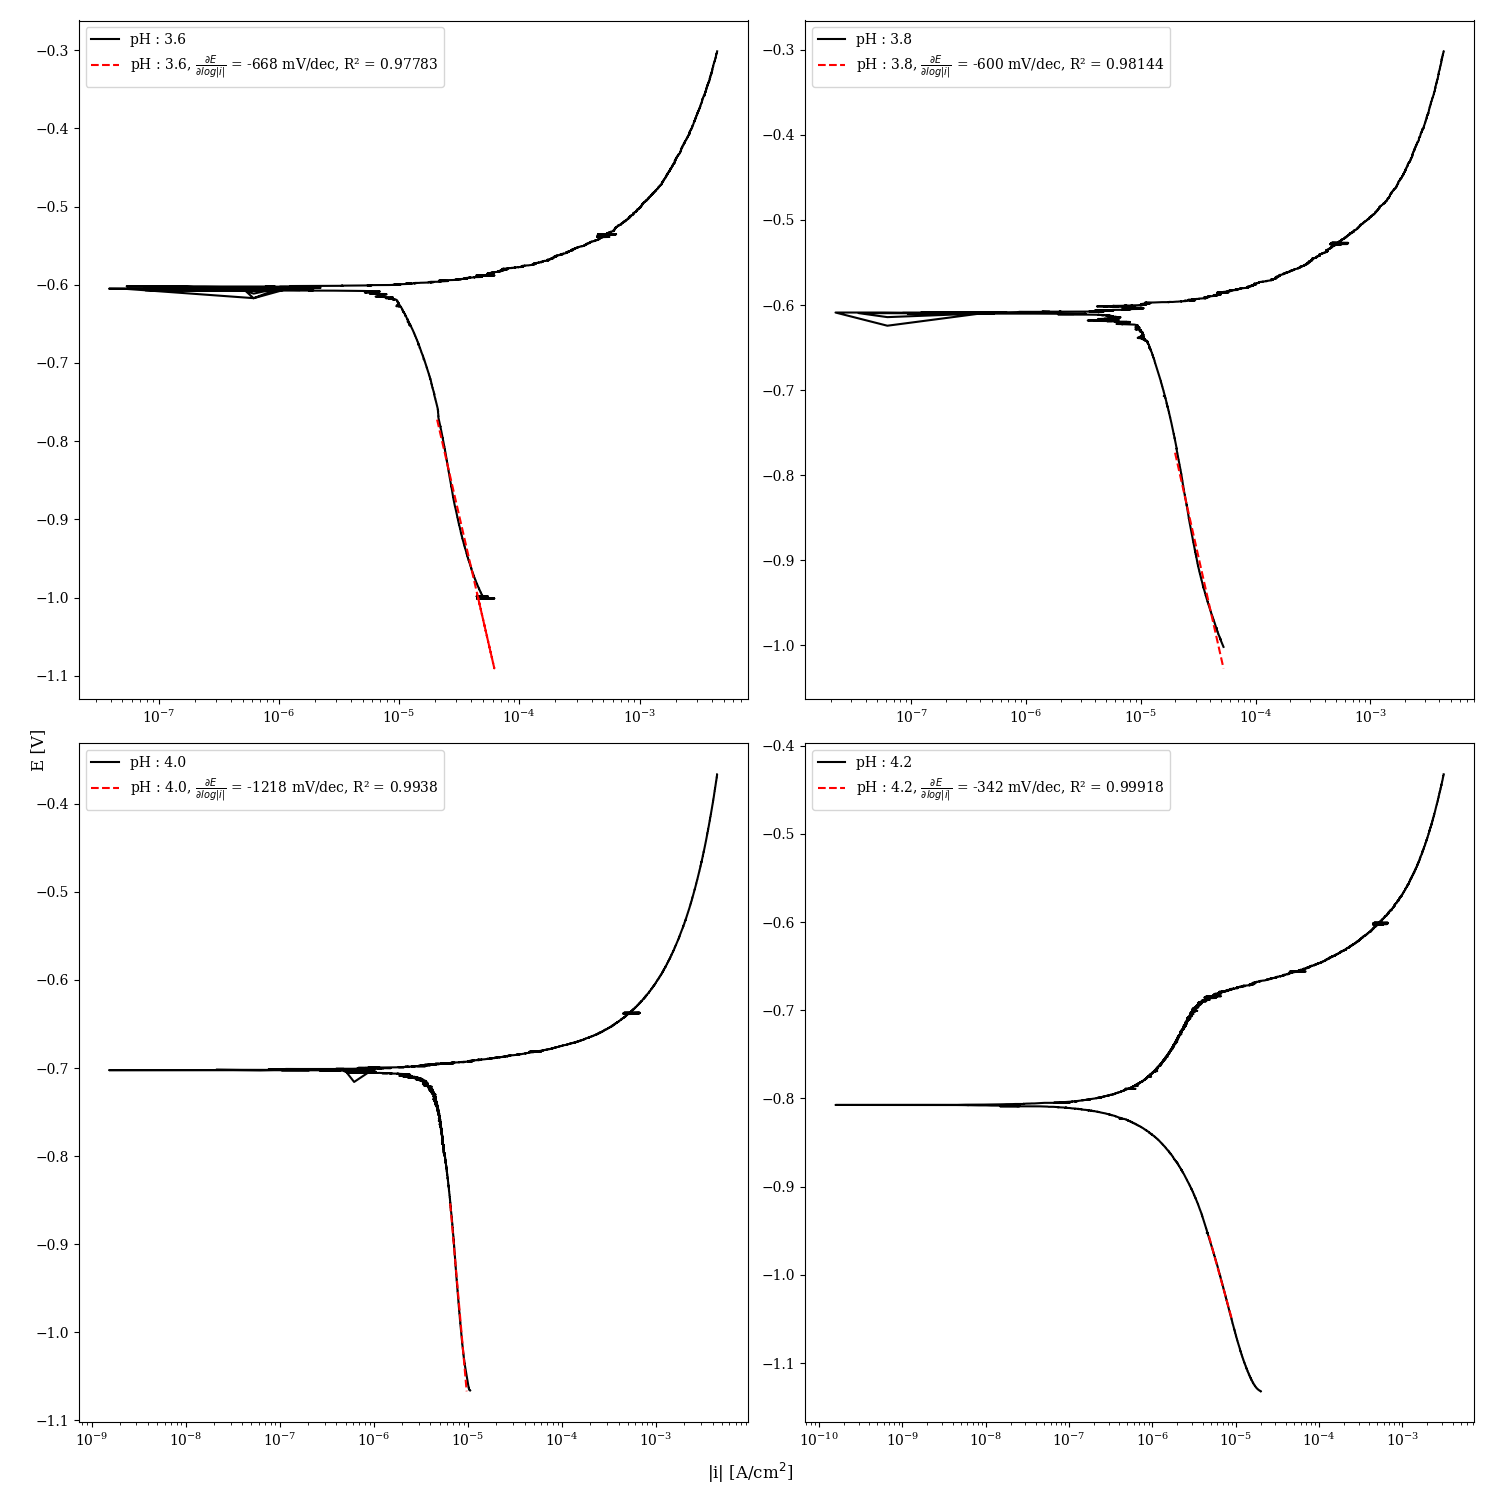 pH : 3.6
pH : 3.6, ∂E/∂log|i| = -668 mV/dec, R² = 0.97783
−0.3
−0.4
−0.5
−0.6
−0.7
−0.8
−0.9
−1.0
−1.1
10⁻⁷ 10⁻⁶ 10⁻⁵ 10⁻⁴ 10⁻³
pH : 3.8
pH : 3.8, ∂E/∂log|i| = -600 mV/dec, R² = 0.98144
−0.3
−0.4
−0.5
−0.6
−0.7
−0.8
−0.9
−1.0
10⁻⁷ 10⁻⁶ 10⁻⁵ 10⁻⁴ 10⁻³
E [V]
pH : 4.0
pH : 4.0, ∂E/∂log|i| = -1218 mV/dec, R² = 0.9938
−0.4
−0.5
−0.6
−0.7
−0.8
−0.9
−1.0
−1.1
10⁻⁹ 10⁻⁸ 10⁻⁷ 10⁻⁶ 10⁻⁵ 10⁻⁴ 10⁻³
pH : 4.2
pH : 4.2, ∂E/∂log|i| = -342 mV/dec, R² = 0.99918
−0.4
−0.5
−0.6
−0.7
−0.8
−0.9
−1.0
−1.1
10⁻¹⁰ 10⁻⁹ 10⁻⁸ 10⁻⁷ 10⁻⁶ 10⁻⁵ 10⁻⁴ 10⁻³
|i| [A/cm²]